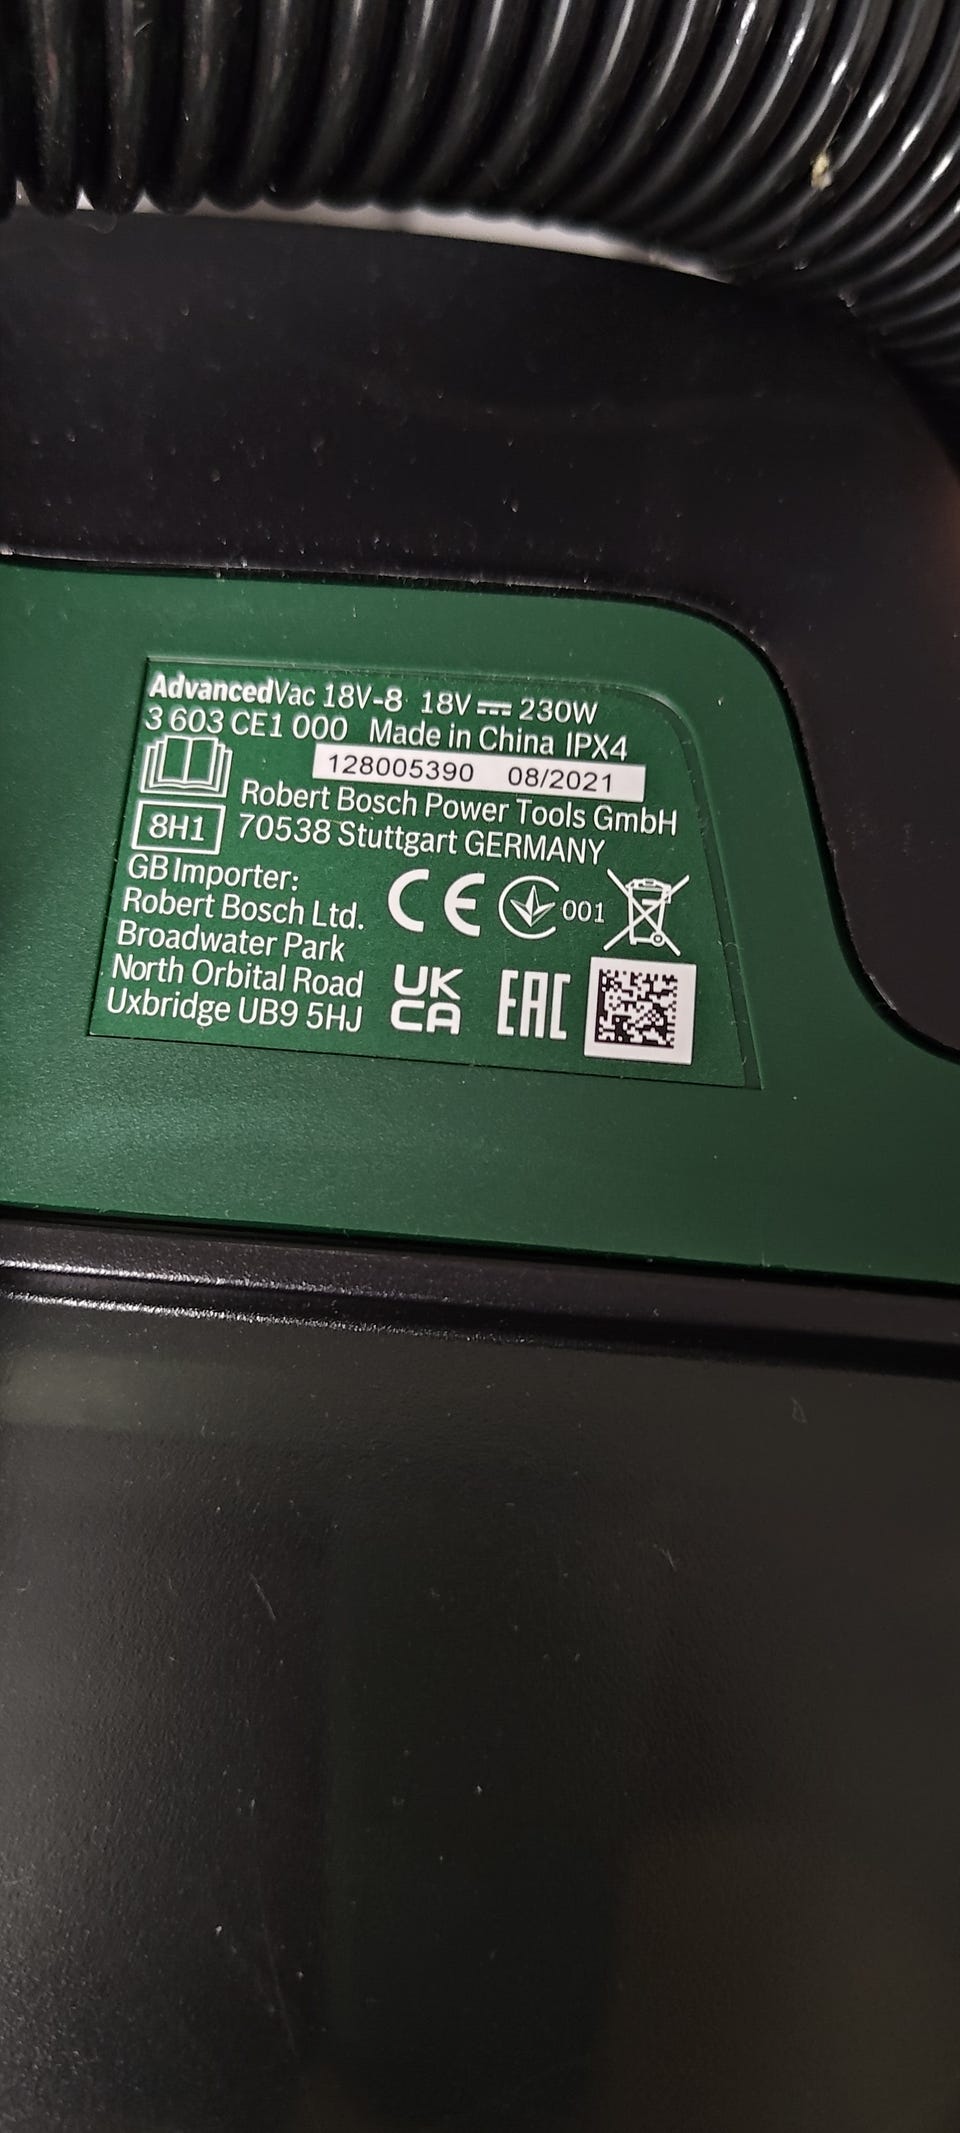 AdvancedVac 18V-8 18V ⎓ 230W
3 603 CE1 000 Made in China IPX4
128005390 08/2021
Robert Bosch Power Tools GmbH
8H1 70538 Stuttgart GERMANY
GB Importer:
Robert Bosch Ltd.
Broadwater Park
North Orbital Road
Uxbridge UB9 5HJ
CE 001
UK
CA
EAC